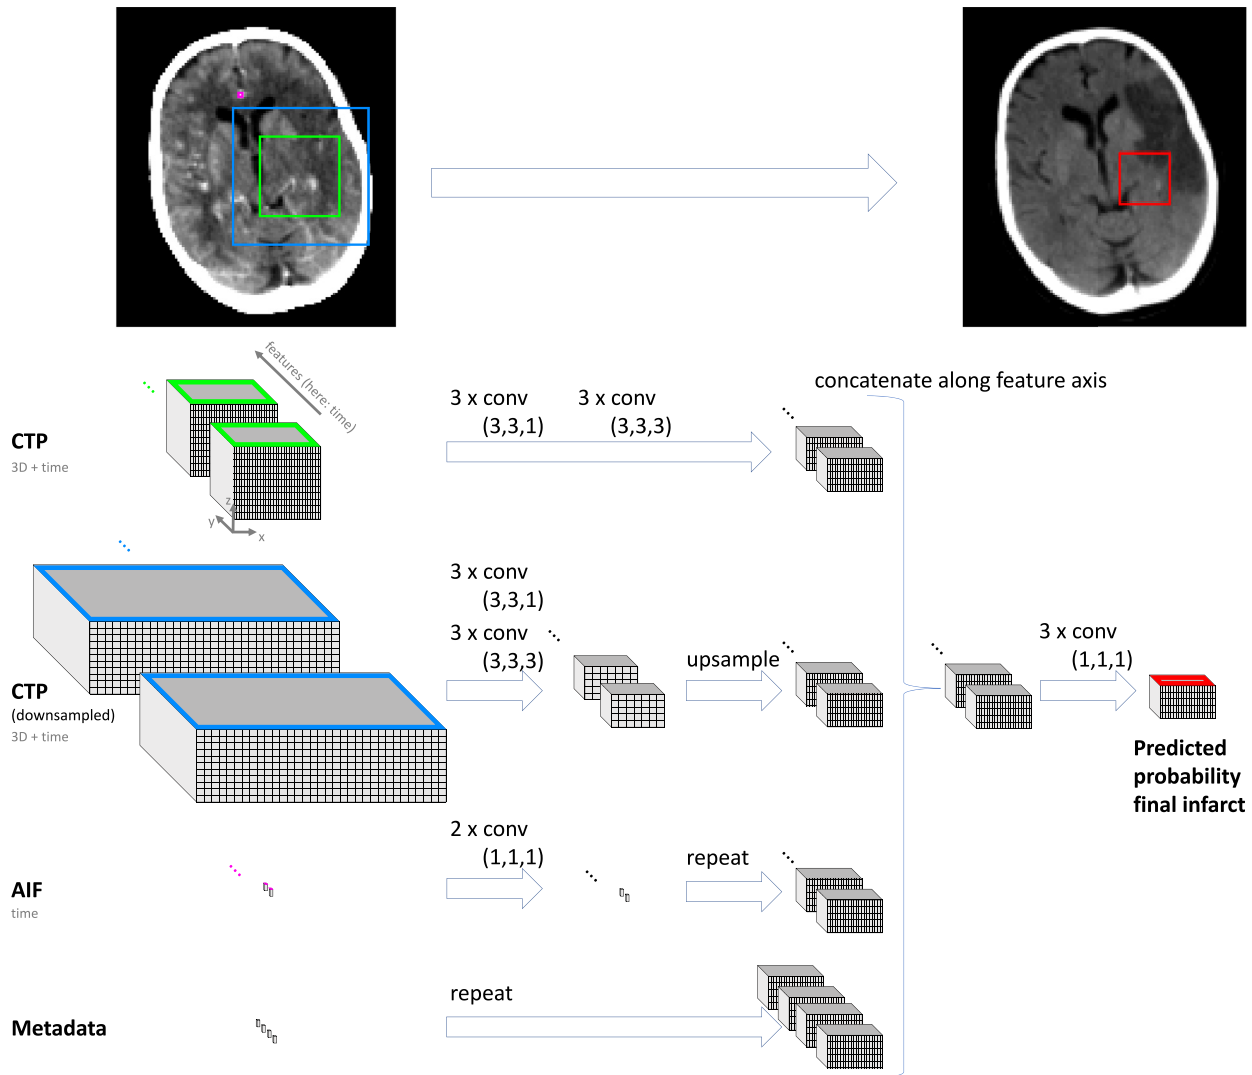 features (here: time)
concatenate along feature axis
3 x conv
(3,3,1)
3 x conv
(3,3,3)
CTP
3D + time
z
y
x
3 x conv
(3,3,1)
3 x conv
(3,3,3)
upsample
3 x conv
(1,1,1)
CTP
(downsampled)
3D + time
Predicted
probability
final infarct
2 x conv
(1,1,1)
repeat
AIF
time
repeat
Metadata